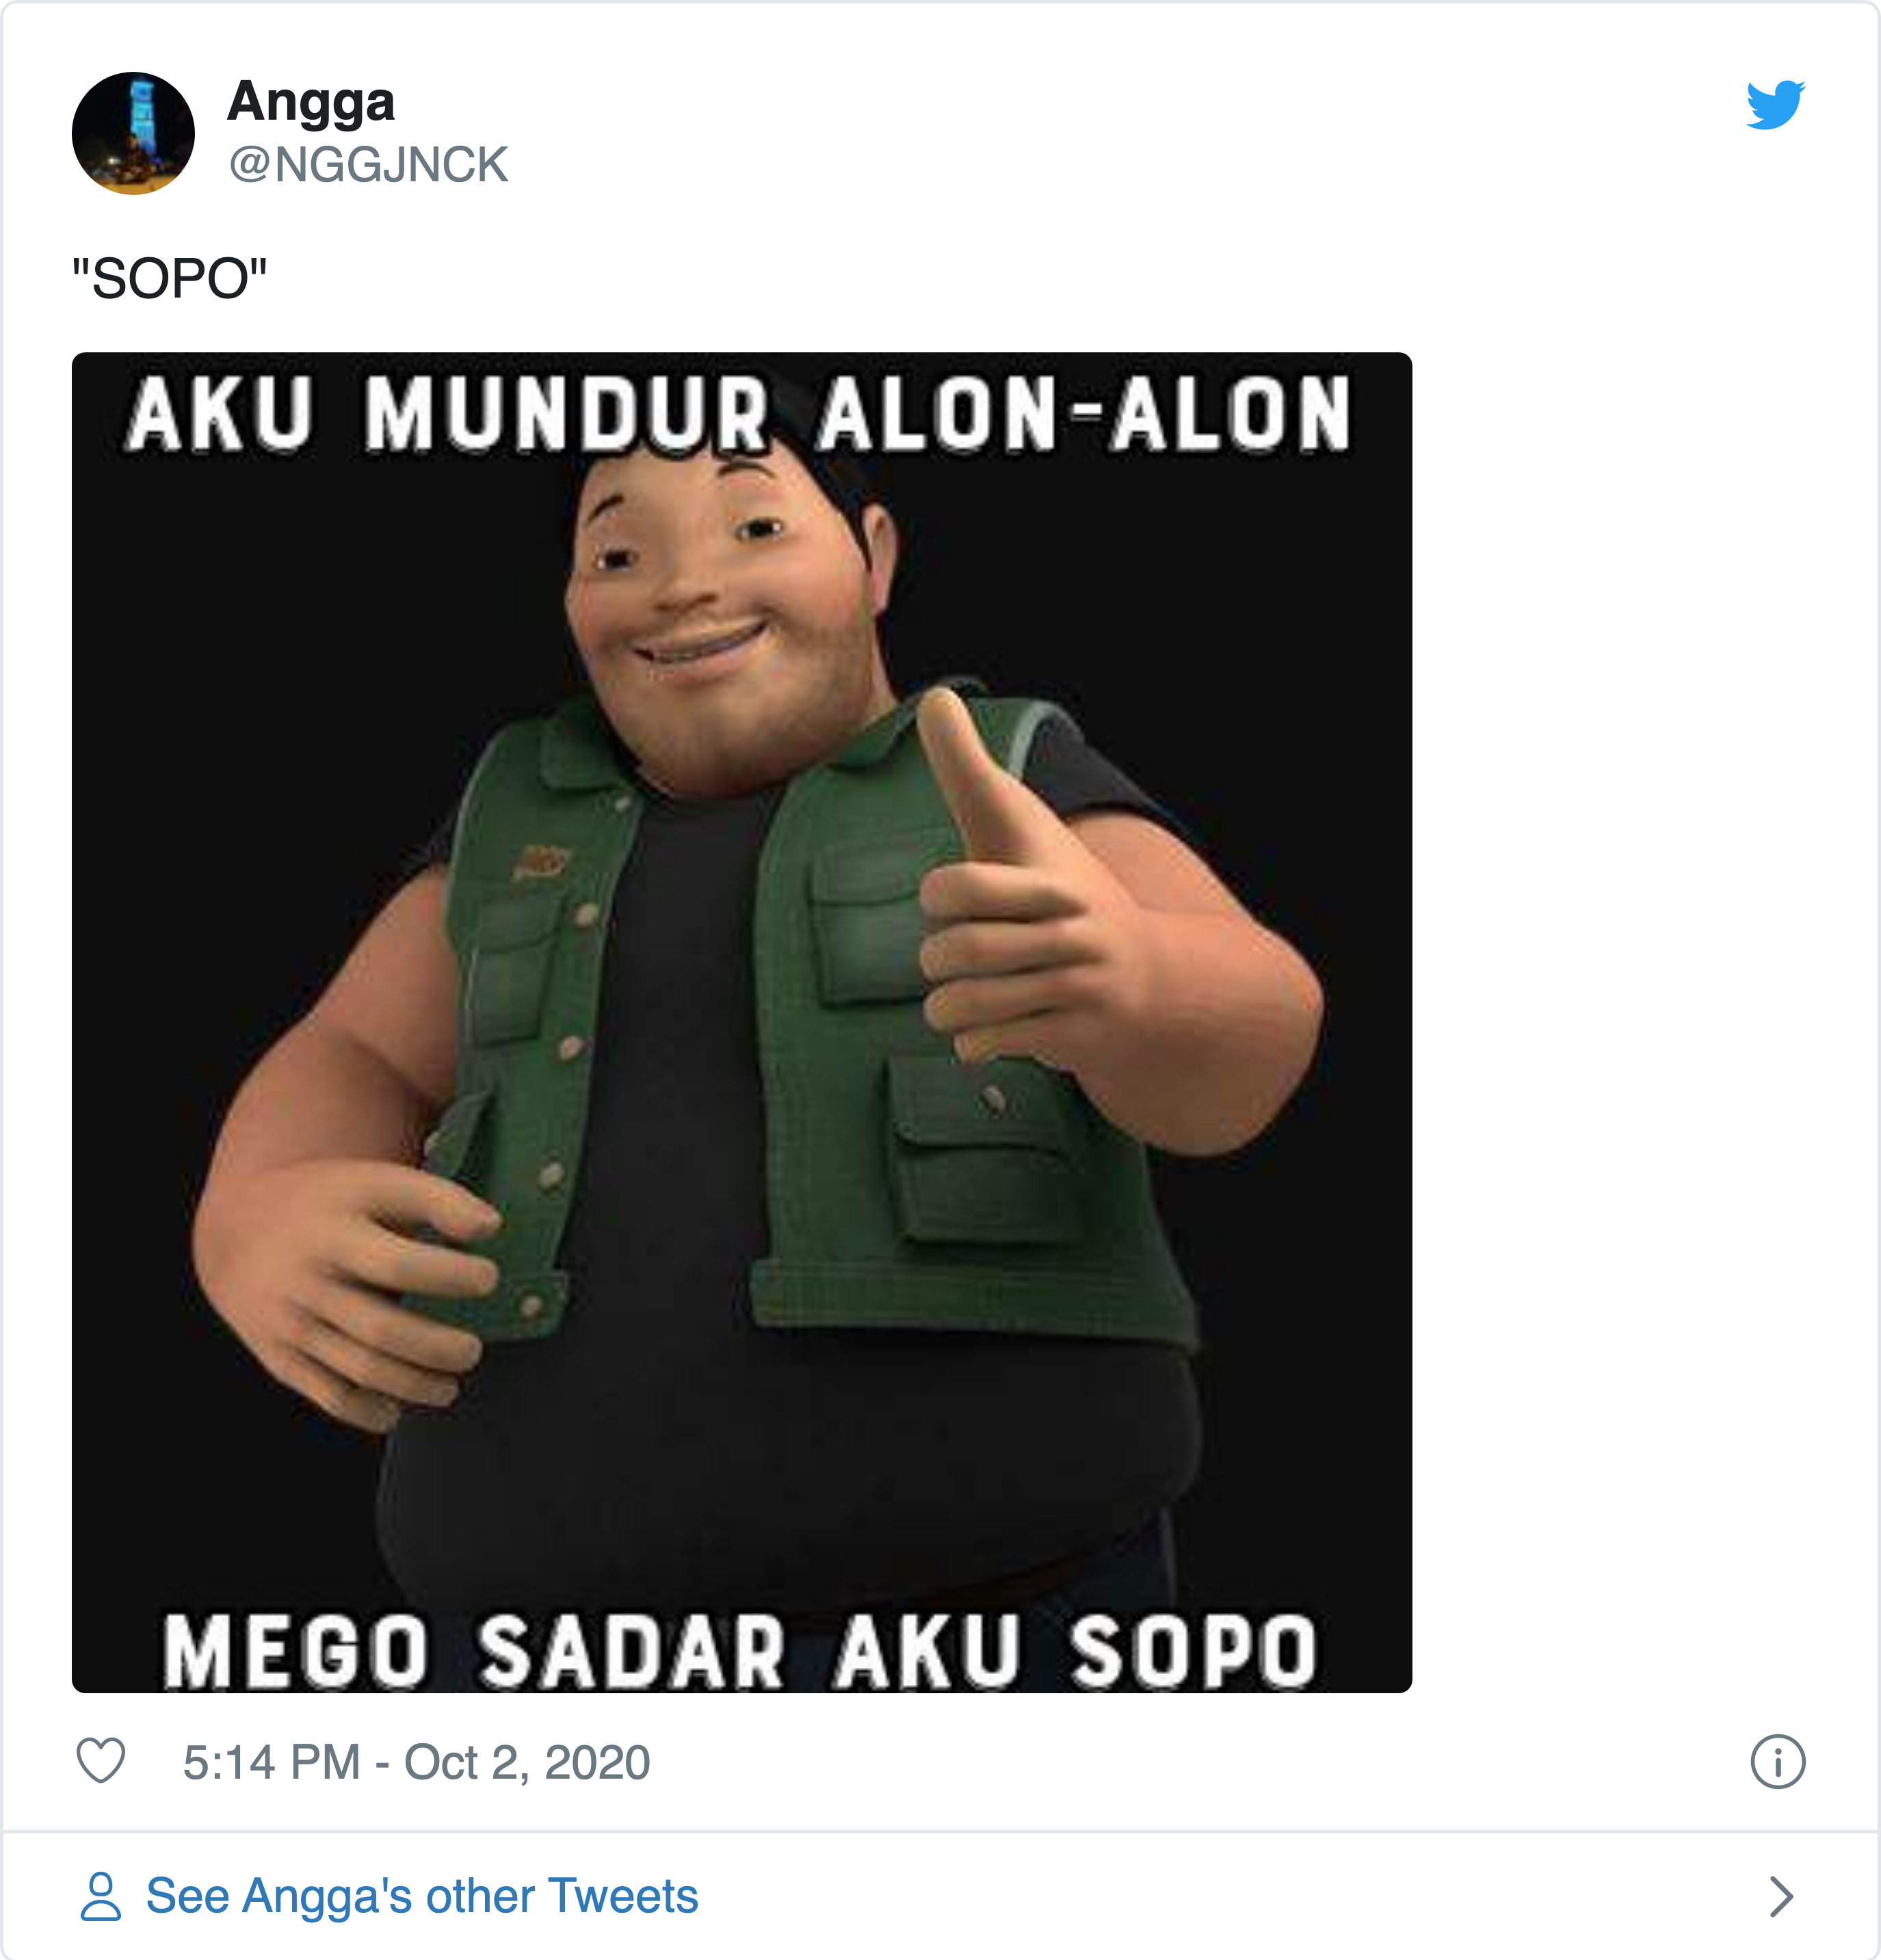 Angga
@NGGJNCK
"SOPO"
AKU MUNDUR ALON-ALON
MEGO SADAR AKU SOPO
5:14 PM - Oct 2, 2020
See Angga's other Tweets